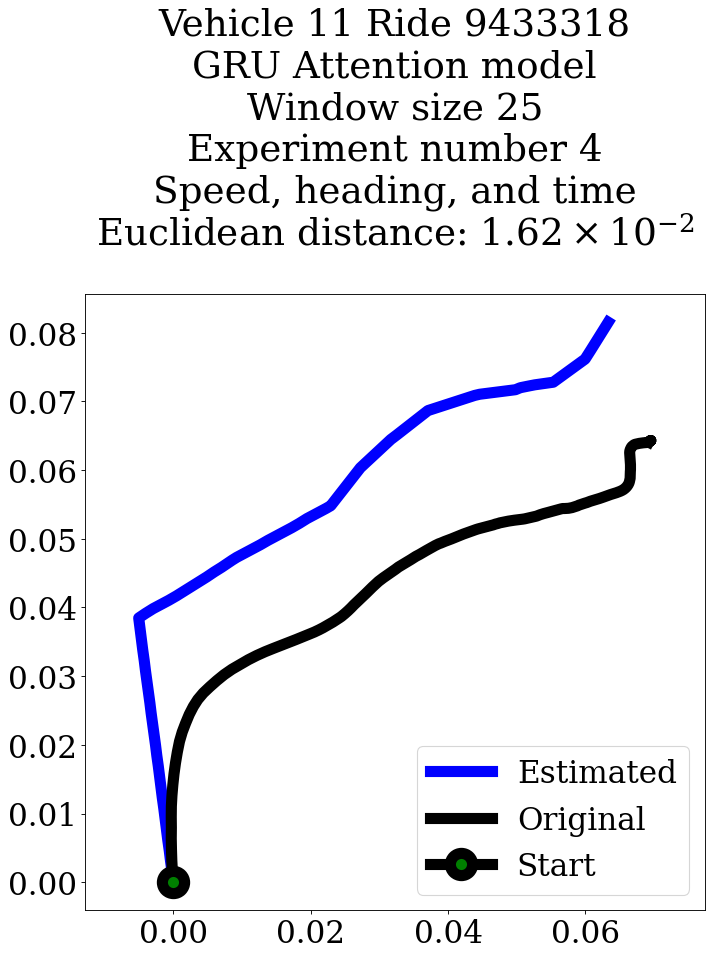 Vehicle 11 Ride 9433318
GRU Attention model
Window size 25
Experiment number 4
Speed, heading, and time
Euclidean distance: 1.62 × 10⁻²
0.08
0.07
0.06
0.05
0.04
0.03
0.02
0.01
0.00
Estimated
Original
Start
0.00 0.02 0.04 0.06